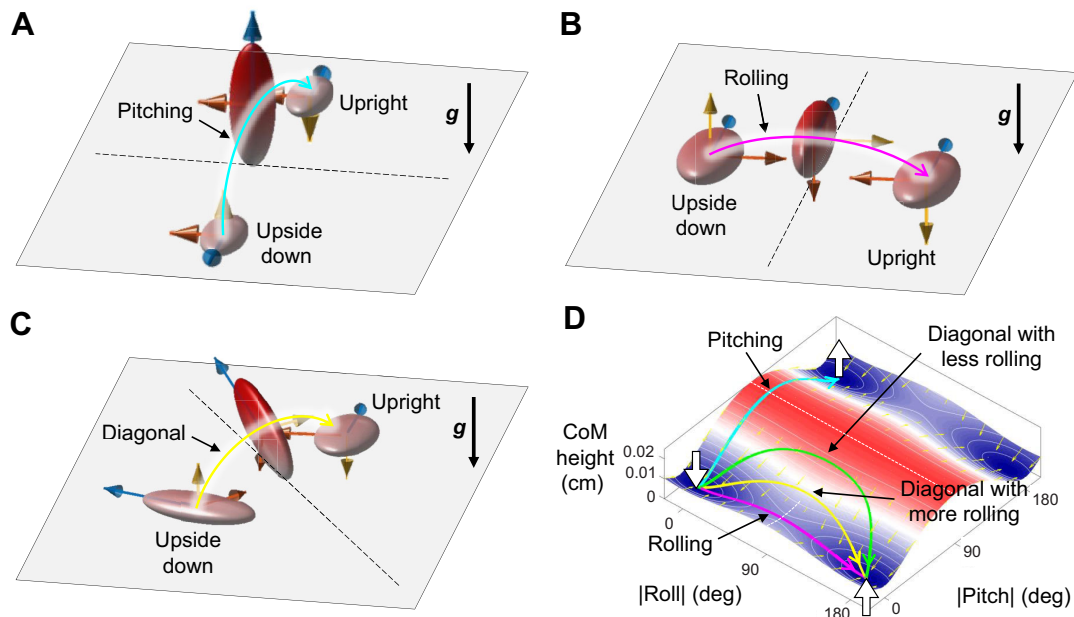 A
Pitching
Upright
g
Upside
down
B
Rolling
g
Upside
down
Upright
C
Diagonal
Upright
g
Upside
down
D
Pitching
Diagonal with
less rolling
CoM
height
(cm)
0.02
0.01
0
Diagonal with
more rolling
Rolling
0
90
180
|Roll| (deg)
0
90
180
|Pitch| (deg)